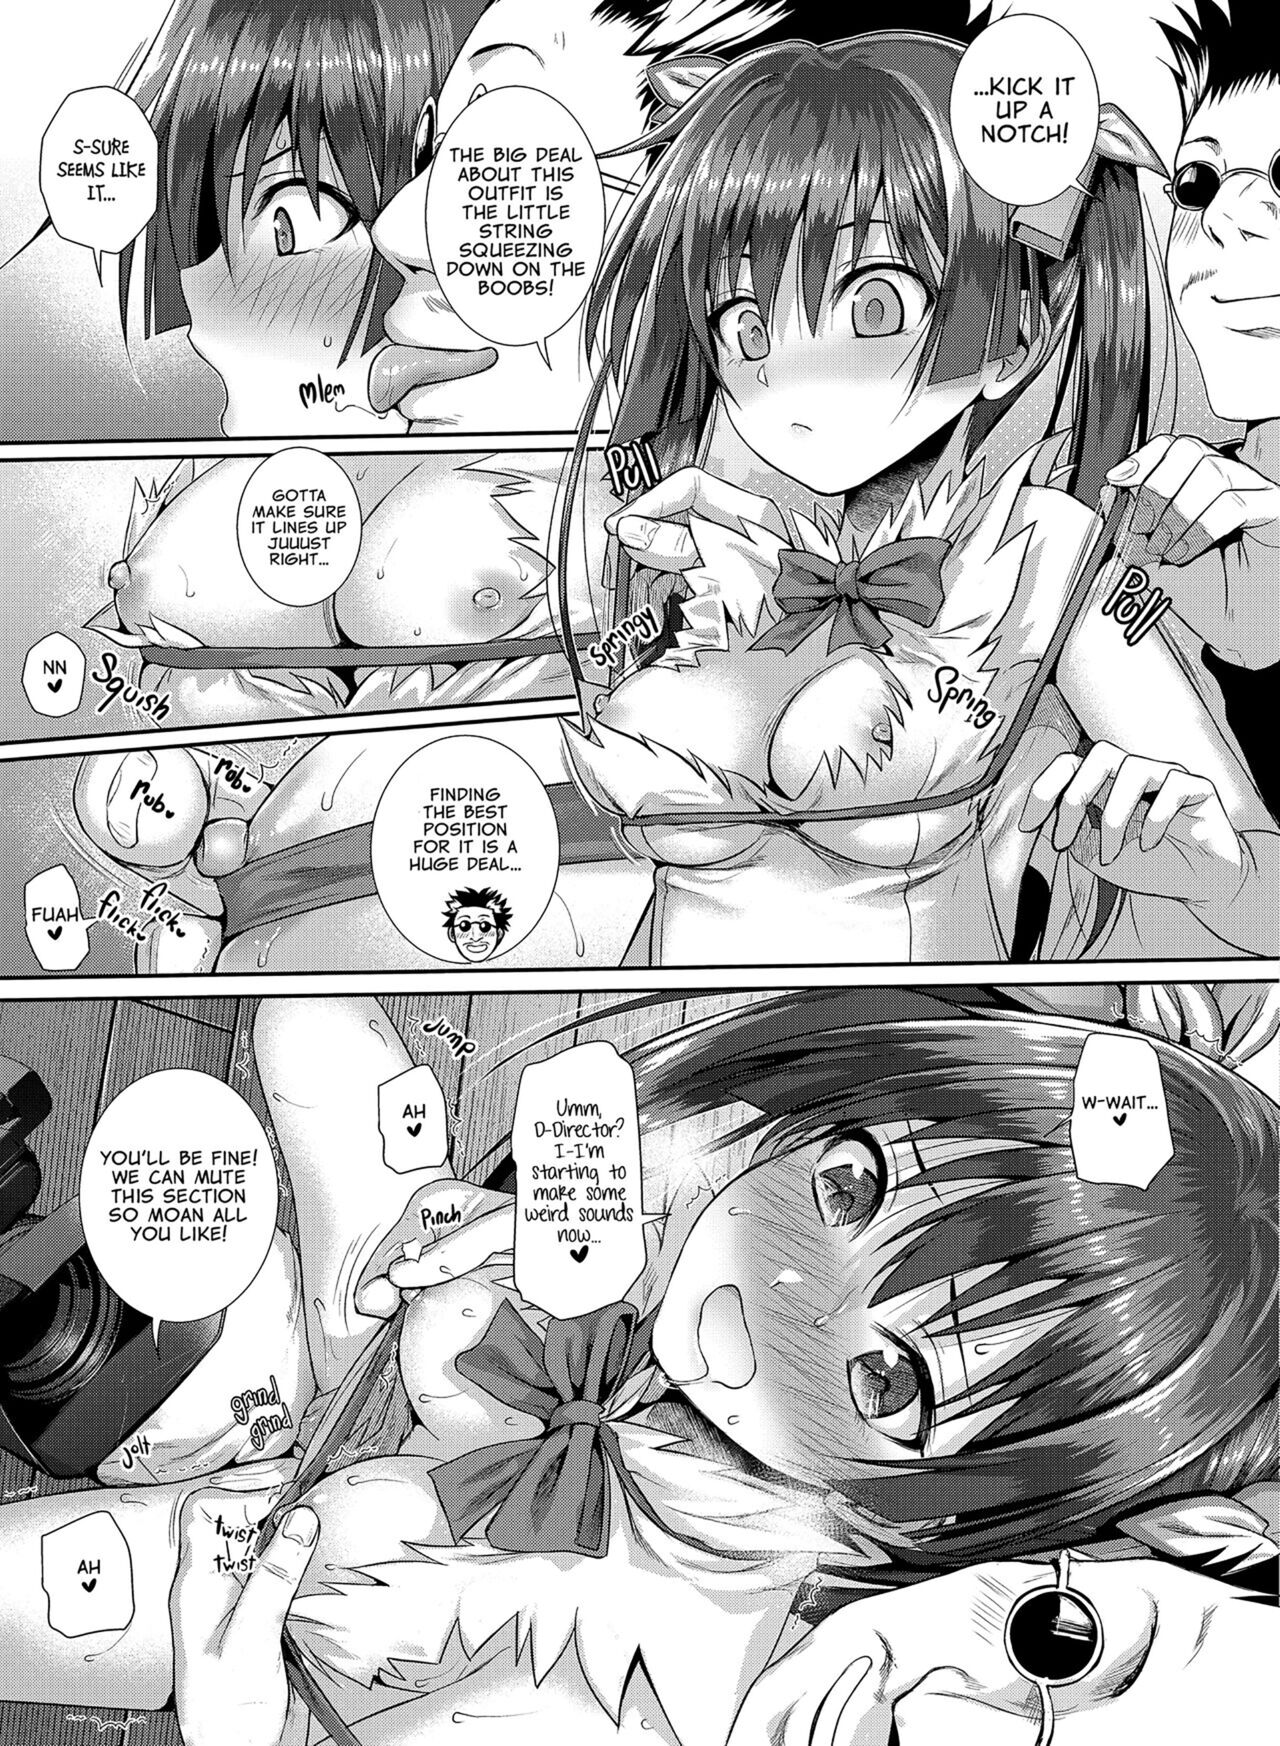 ...KICK IT
UP A
NOTCH!
THE BIG DEAL
ABOUT THIS
OUTFIT IS
THE LITTLE
STRING
SQUEEZING
DOWN ON THE
BOOBS!
S-SURE
SEEMS LIKE
IT...
mlem
Pull
Pull
Springy
Spring
GOTTA
MAKE SURE
IT LINES UP
JUUUST
RIGHT...
NN
♥
Squish
FINDING
THE BEST
POSITION
FOR IT IS A
HUGE DEAL...
rub♥
rub♥
flick♥
flick♥
FUAH
♥
W-WAIT...
Umm,
D-Director?
I-I'm
starting to
make some
weird sounds
now...
♥
JUMP
AH
♥
Pinch
YOU'LL BE FINE!
WE CAN MUTE
THIS SECTION
SO MOAN ALL
YOU LIKE!
grind
grind
jolt
twist
twist
AH
♥